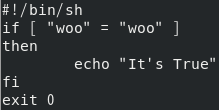 #!/bin/sh
if [ "woo" = "woo" ]
then
        echo "It's True"
fi
exit 0